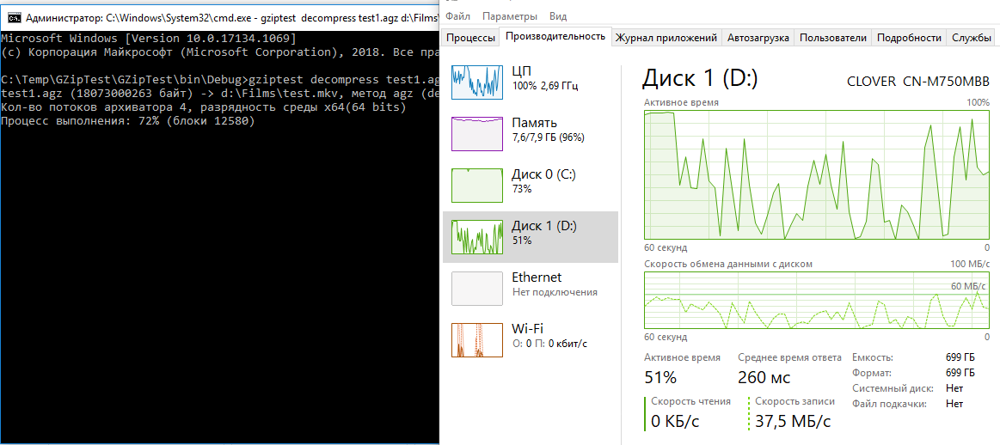 Администратор: C:\Windows\System32\cmd.exe - gziptest decompress test1.agz d:\Films\
Microsoft Windows [Version 10.0.17134.1069]
(c) Корпорация Майкрософт (Microsoft Corporation), 2018. Все пра
C:\Temp\GZipTest\GZipTest\bin\Debug>gziptest decompress test1.ag
test1.agz (18073000263 байт) -> d:\Films\test.mkv, метод agz (de
Кол-во потоков архиватора 4, разрядность среды x64(64 bits)
Процесс выполнения: 72% (блоки 12580)
Файл Параметры Вид
Процессы Производительность Журнал приложений Автозагрузка Пользователи Подробности Службы
ЦП
100% 2,69 ГГц
Память
7,6/7,9 ГБ (96%)
Диск 0 (C:)
73%
Диск 1 (D:)
51%
Ethernet
Нет подключения
Wi-Fi
О: 0 П: 0 кбит/с
Диск 1 (D:) CLOVER CN-M750MBB
Активное время 100%
60 секунд 0
Скорость обмена данными с диском 100 МБ/с
60 МБ/с
60 секунд 0
Активное время Среднее время ответа
51% 260 мс
Скорость чтения Скорость записи
0 КБ/с 37,5 МБ/с
Емкость: 699 ГБ
Формат: 699 ГБ
Системный диск: Нет
Файл подкачки: Нет